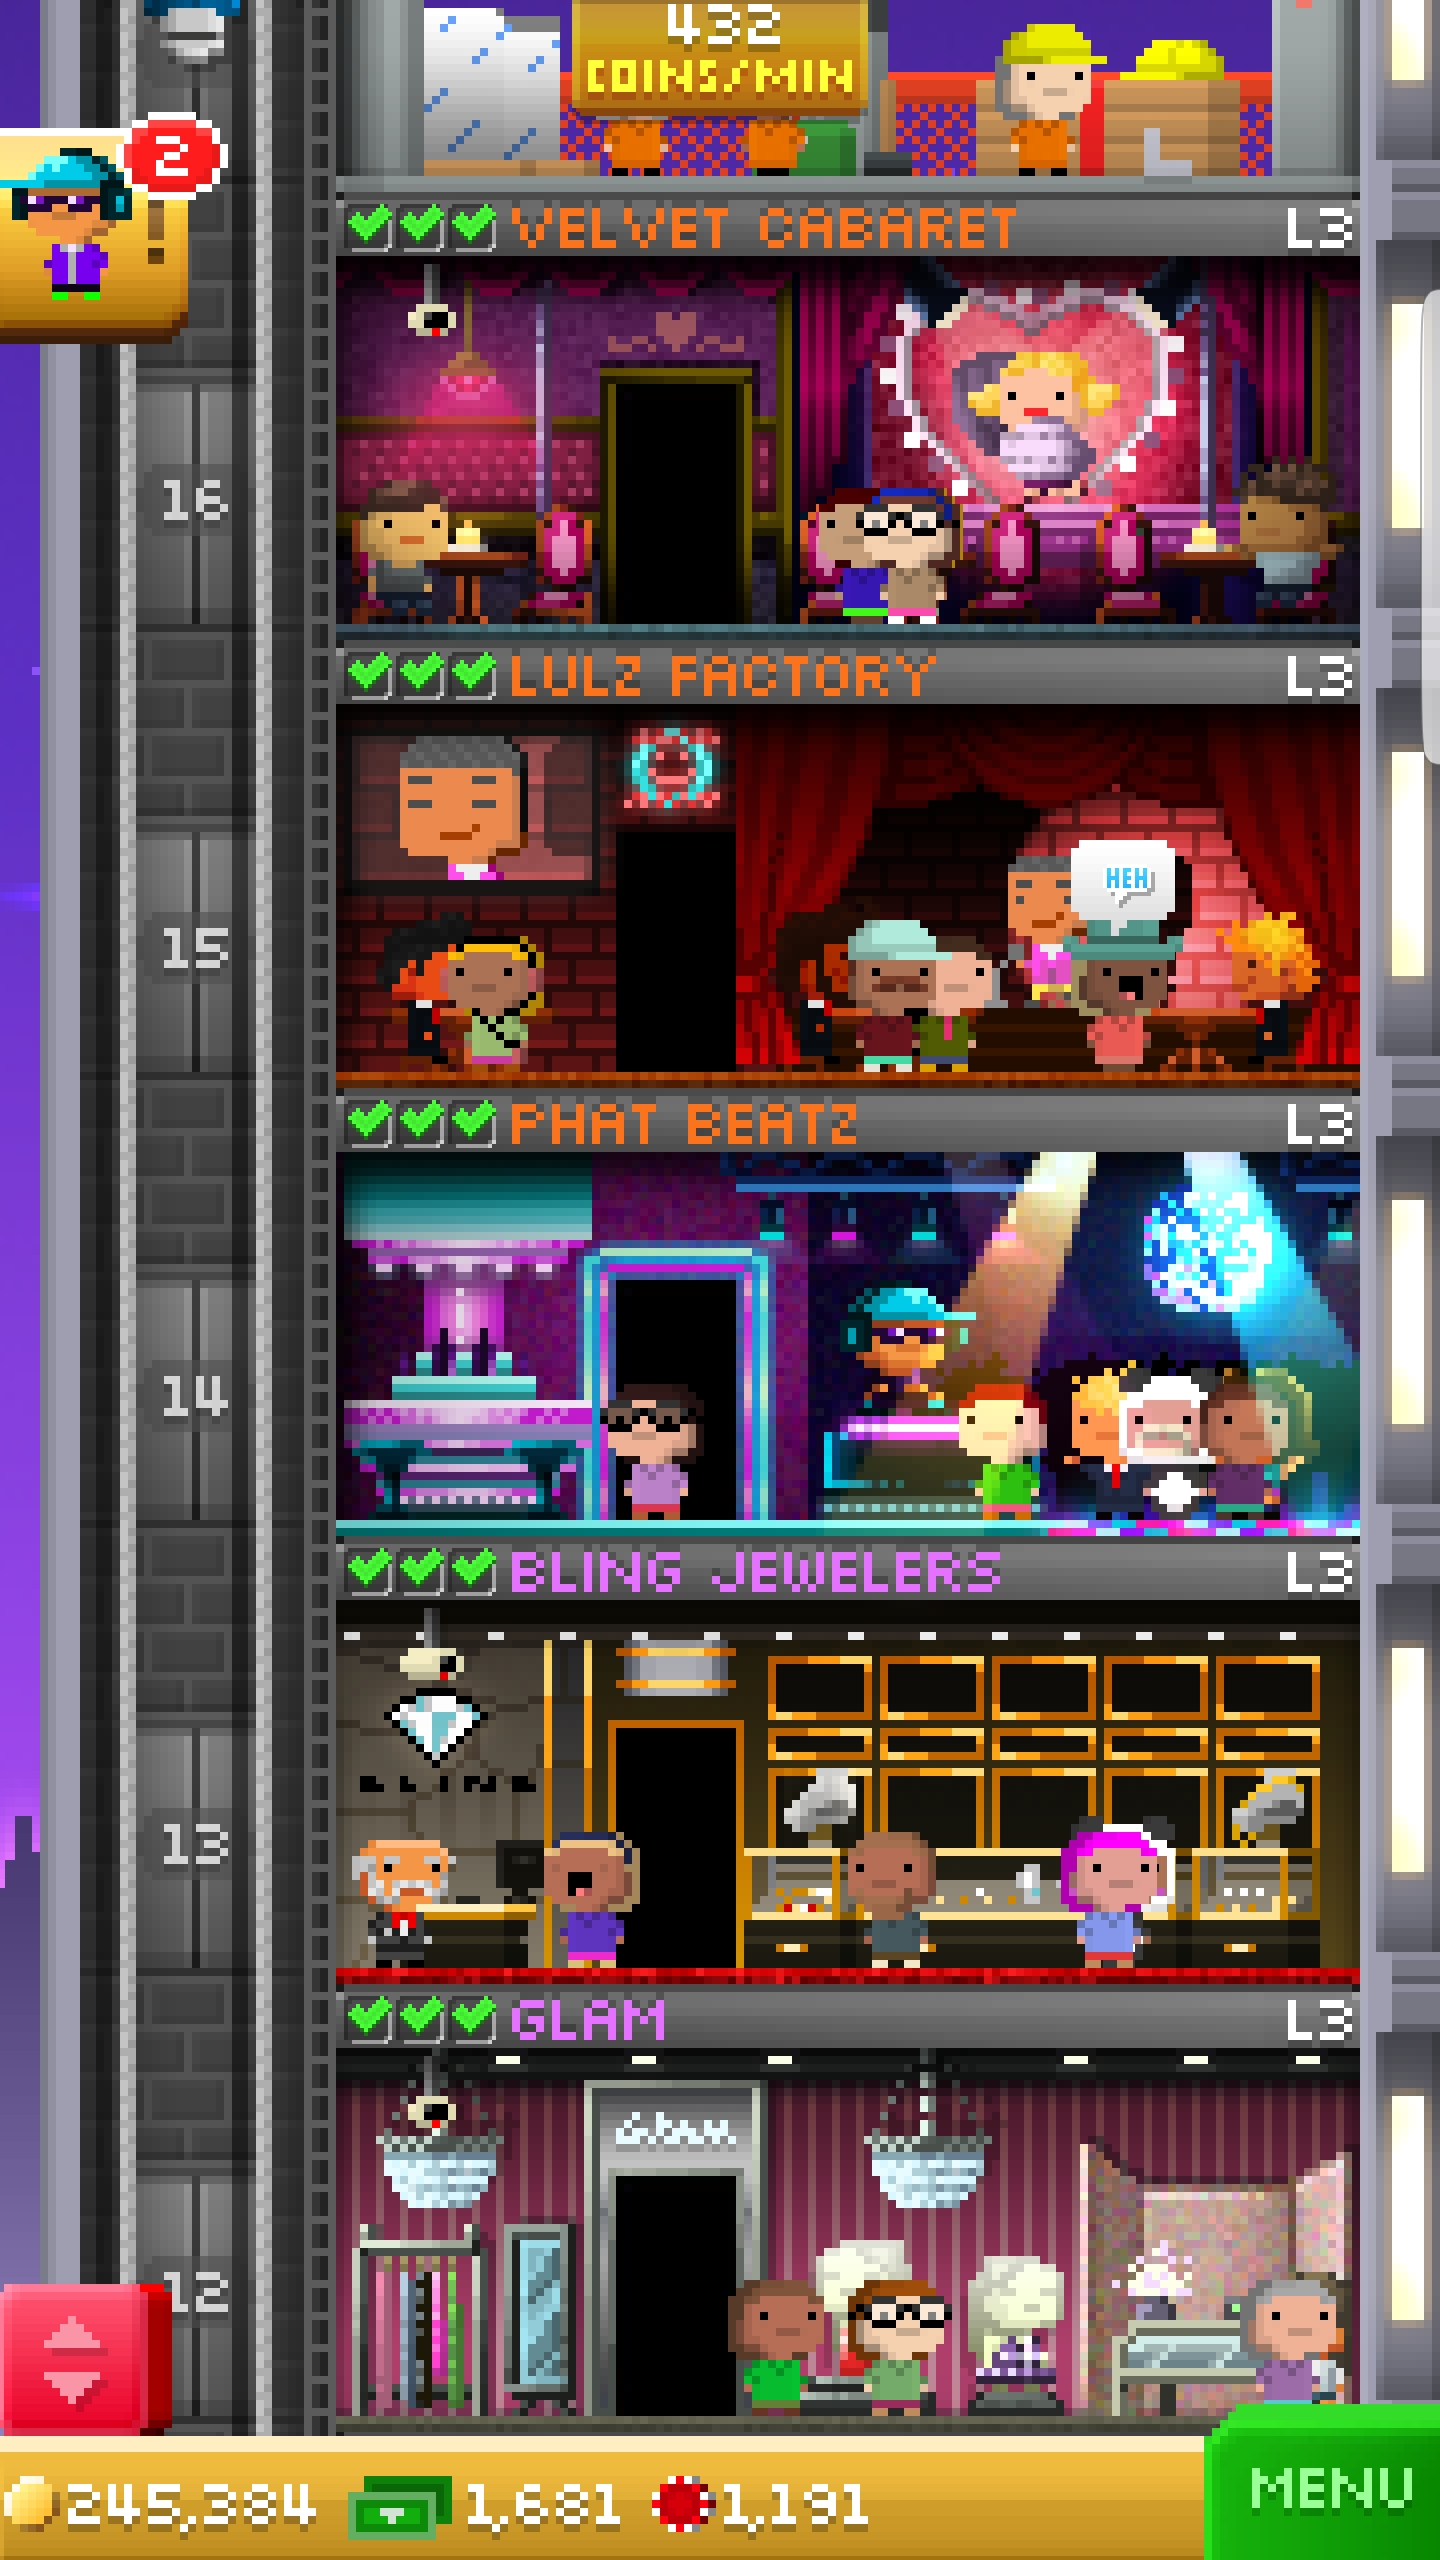 432
COINS/MIN
2
!
VELVET CABARET L3
16
LULZ FACTORY L3
HEH
15
PHAT BEATZ L3
14
BLING JEWELERS L3
BLING
13
GLAM L3
Glam
12
245,384 1,681 1,191
MENU